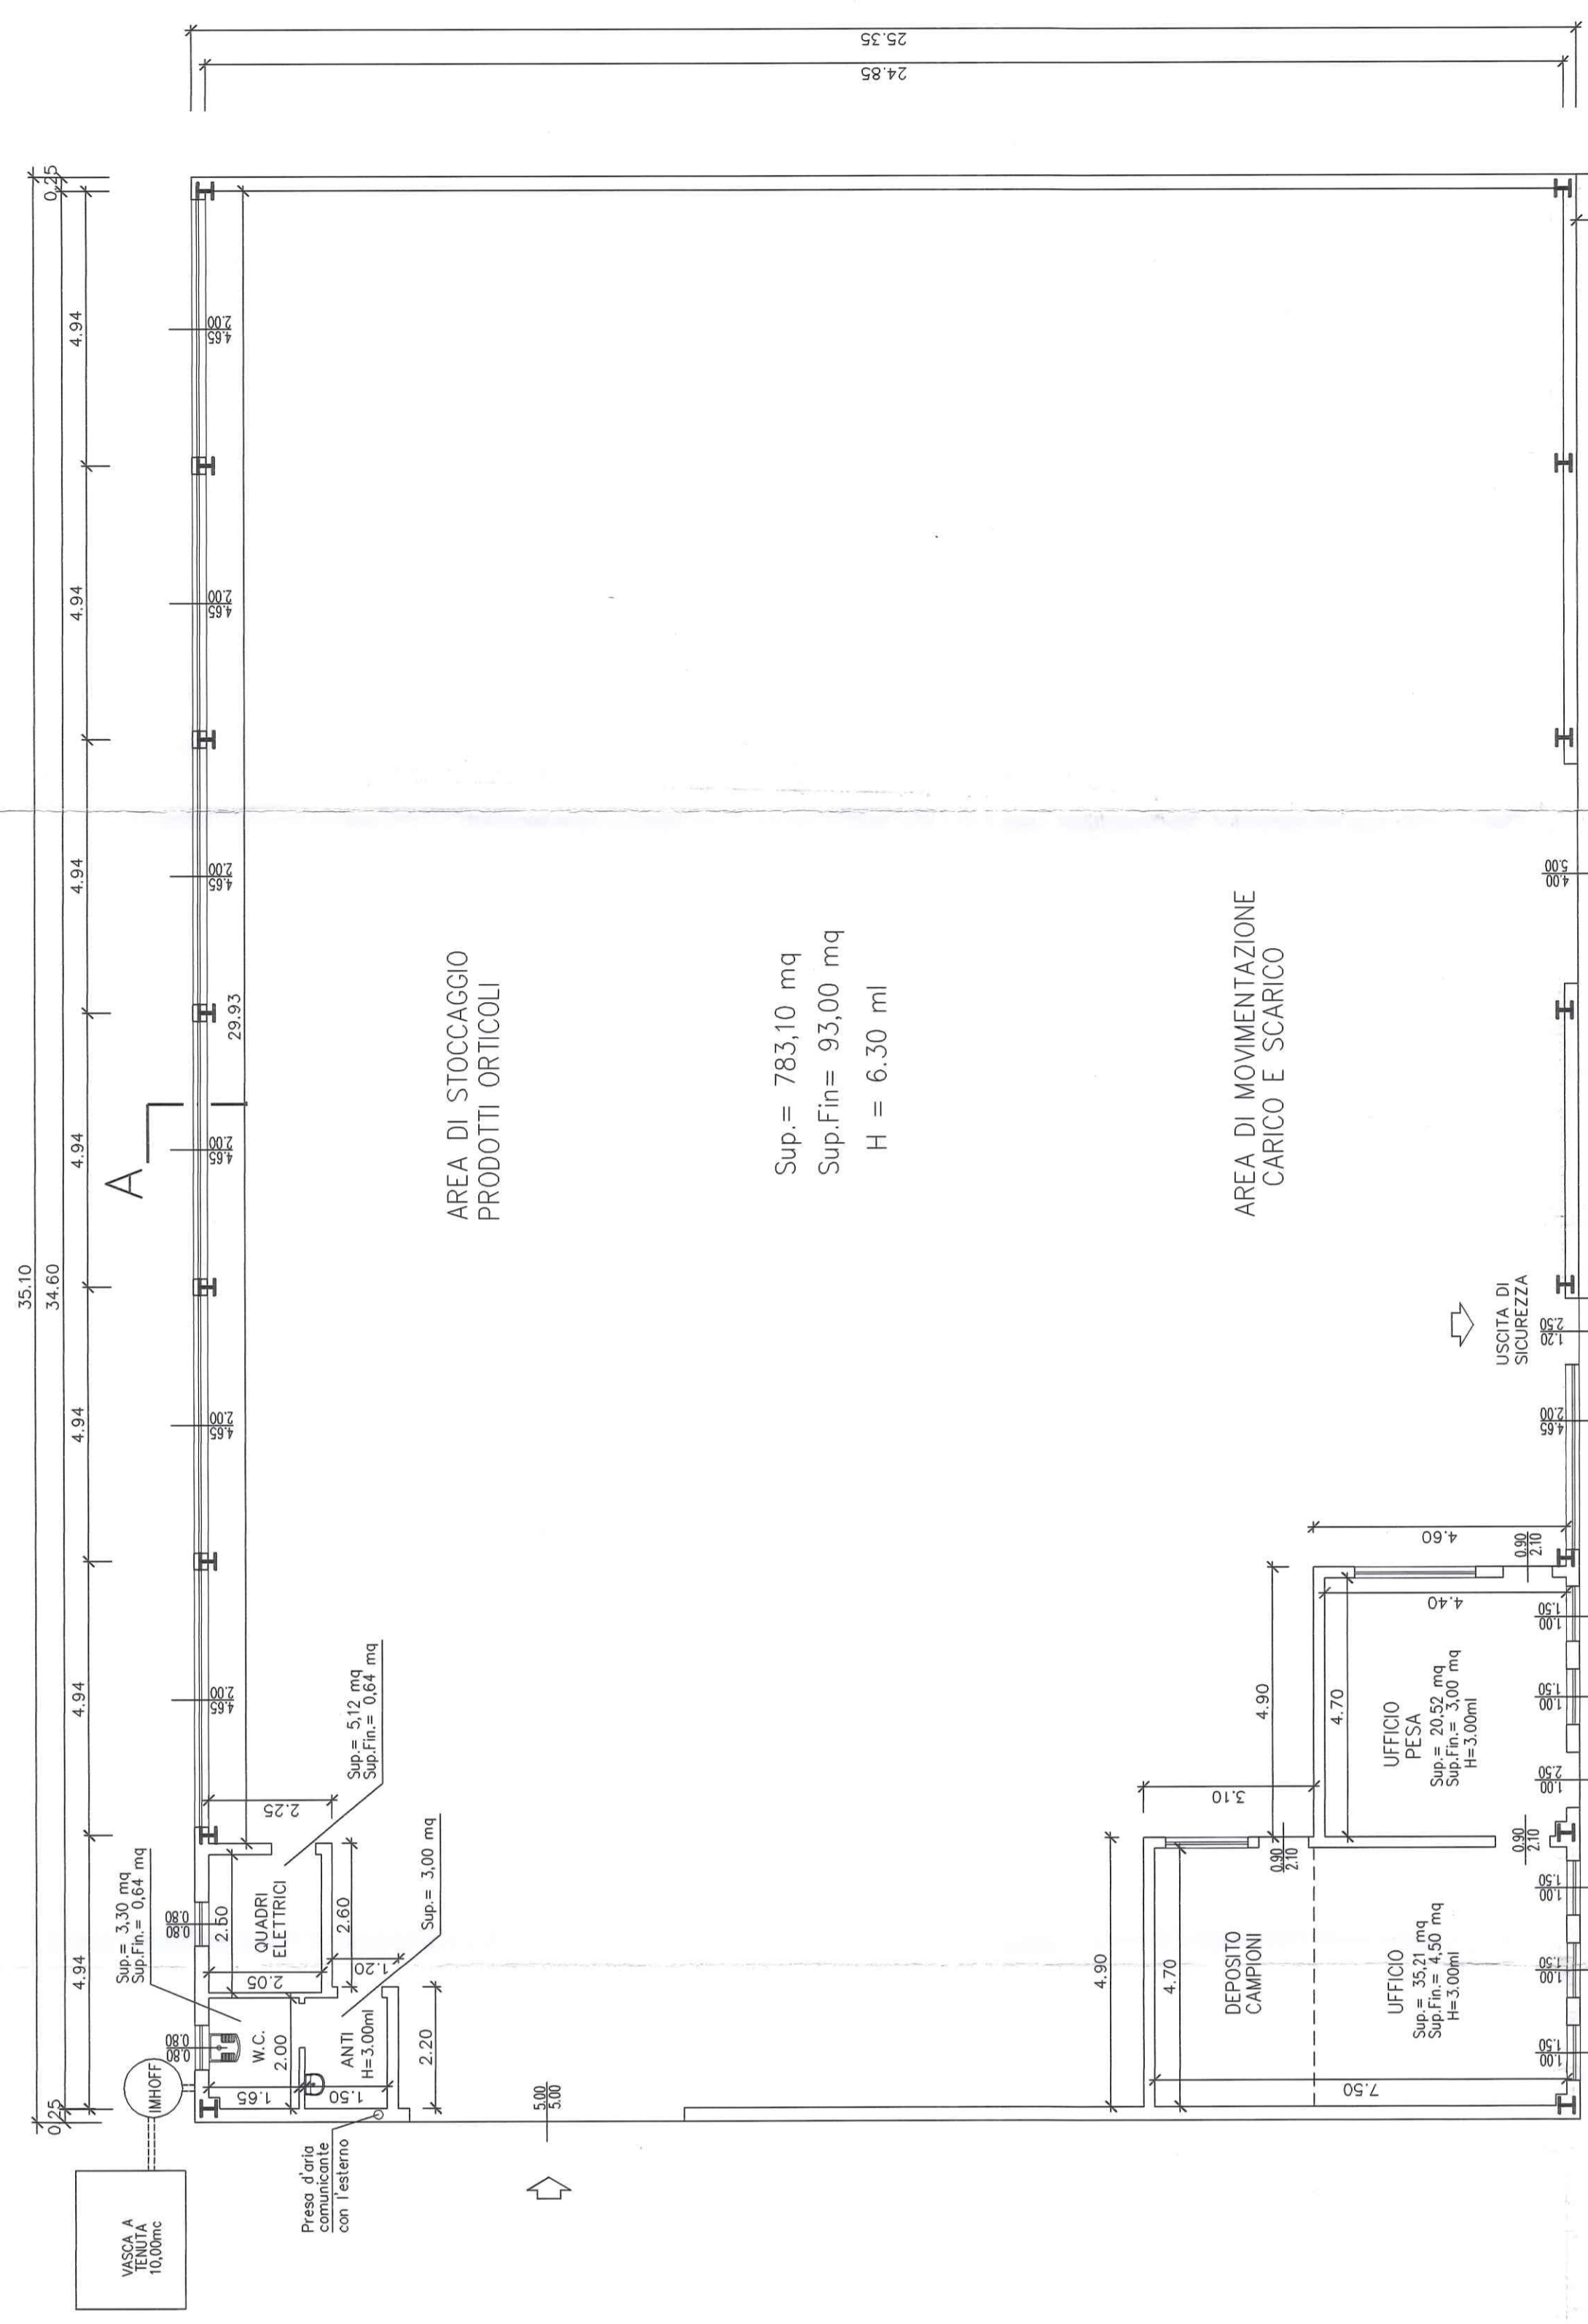 35.10
34.60
0.25
4.94
4.94
4.94
4.94
4.94
4.94
4.94
0.25
25.35
24.85
A
29.93
2.00
4.65
2.00
4.65
2.00
4.65
2.00
4.65
2.00
4.65
2.00
4.65
VASCA A
TENUTA
10,00mc
IMHOFF
Sup.= 3,30 mq
Sup.Fin.= 0,64 mq
0.80
0.80
0.80
0.80
W.C.
2.00
1.65
QUADRI
ELETTRICI
2.50
2.05
2.25
2.60
Sup.= 5,12 mq
Sup.Fin.= 0,64 mq
ANTI
H=3.00ml
1.50
1.20
2.20
Sup.= 3,00 mq
Presa d'aria
comunicante
con l'esterno
5.00
5.00
AREA DI STOCCAGGIO
PRODOTTI ORTICOLI
Sup.= 783,10 mq
Sup.Fin= 93,00 mq
H = 6.30 ml
AREA DI MOVIMENTAZIONE
CARICO E SCARICO
4.90
4.70
3.10
4.90
4.70
4.60
4.40
DEPOSITO
CAMPIONI
0.90
2.10
UFFICIO
Sup.= 35,21 mq
Sup.Fin.= 4,50 mq
H=3.00ml
7.50
UFFICIO
PESA
Sup.= 20,52 mq
Sup.Fin.= 3,00 mq
H=3.00ml
0.90
2.10
0.90
2.10
1.50
1.00
1.50
1.00
1.50
1.00
2.50
1.00
1.50
1.00
1.50
1.00
USCITA DI
SICUREZZA
2.00
4.65
2.50
1.20
5.00
4.00